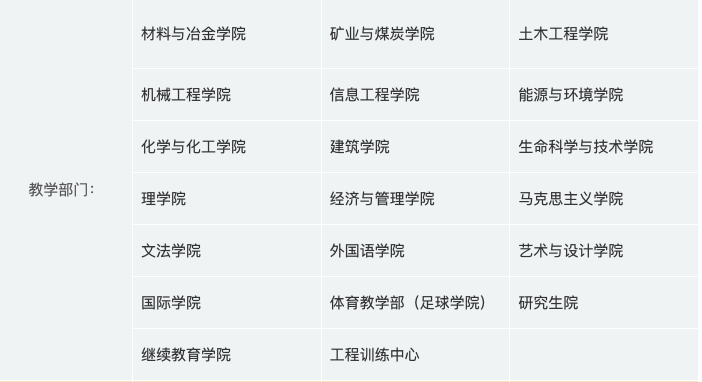 材料与冶金学院 矿业与煤炭学院 土木工程学院
机械工程学院 信息工程学院 能源与环境学院
化学与化工学院 建筑学院 生命科学与技术学院
教学部门：
理学院 经济与管理学院 马克思主义学院
文法学院 外国语学院 艺术与设计学院
国际学院 体育教学部（足球学院） 研究生院
继续教育学院 工程训练中心